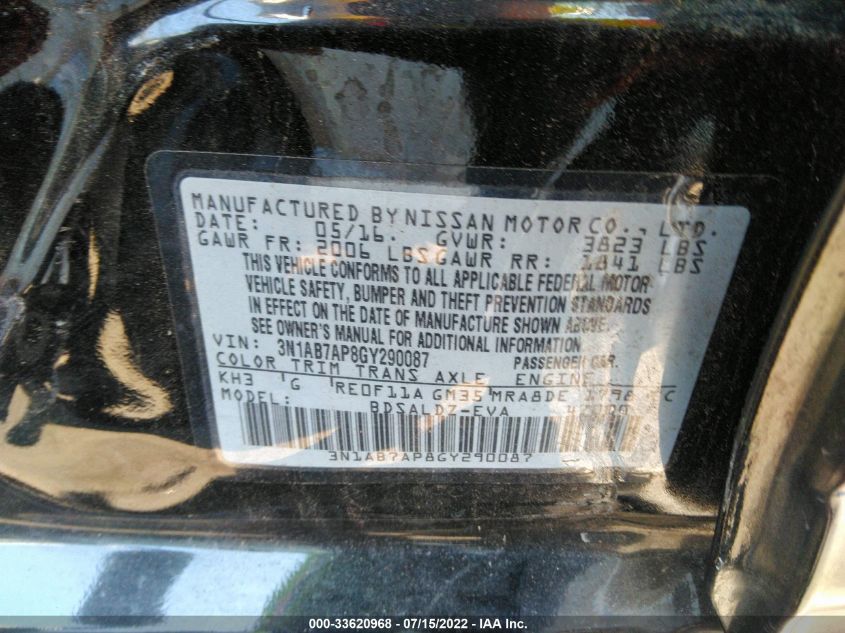 MANUFACTURED BY NISSAN MOTOR CO., LTD.
DATE: 05/16. GVWR: 3823 LBS
GAWR FR: 2006 LBS GAWR RR: 1841 LBS
THIS VEHICLE CONFORMS TO ALL APPLICABLE FEDERAL MOTOR
VEHICLE SAFETY, BUMPER AND THEFT PREVENTION STANDARDS
IN EFFECT ON THE DATE OF MANUFACTURE SHOWN ABOVE.
SEE OWNER'S MANUAL FOR ADDITIONAL INFORMATION.
VIN: 3N1AB7AP8GY290087 PASSENGER CAR
COLOR TRIM TRANS AXLE ENGINE
KH3 G RE0F11A GM35 MRA8DE 1798 CC
MODEL: BDSALDZ-EVA
3N1AB7AP8GY290087
000-33620968 - 07/15/2022 - IAA Inc.